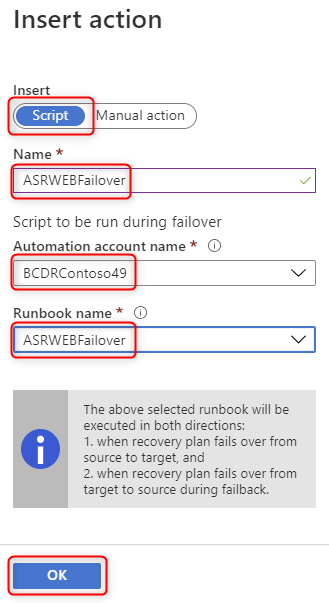 Insert action
Insert
Script
Manual action
Name *
ASRWEBFailover
Script to be run during failover
Automation account name *
BCDRContoso49
Runbook name *
ASRWEBFailover
The above selected runbook will be
executed in both directions:
1. when recovery plan fails over from
source to target, and
2. when recovery plan fails over from
target to source during failback.
OK